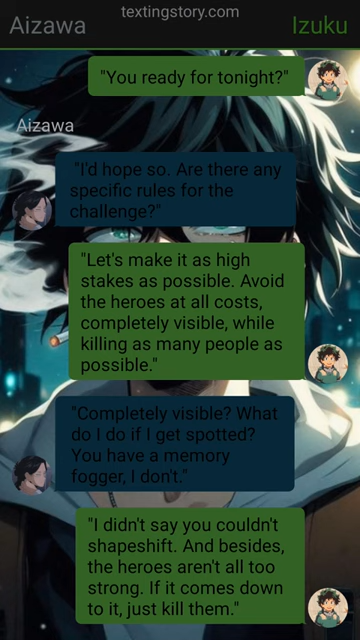 textingstory.com
Aizawa
Izuku
"You ready for tonight?"
Aizawa
"I'd hope so. Are there any
specific rules for the
challenge?"
"Let's make it as high
stakes as possible. Avoid
the heroes at all costs,
completely visible, while
killing as many people as
possible."
"Completely visible? What
do I do if I get spotted?
You have a memory
fogger, I don't."
"I didn't say you couldn't
shapeshift. And besides,
the heroes aren't all too
strong. If it comes down
to it, just kill them."